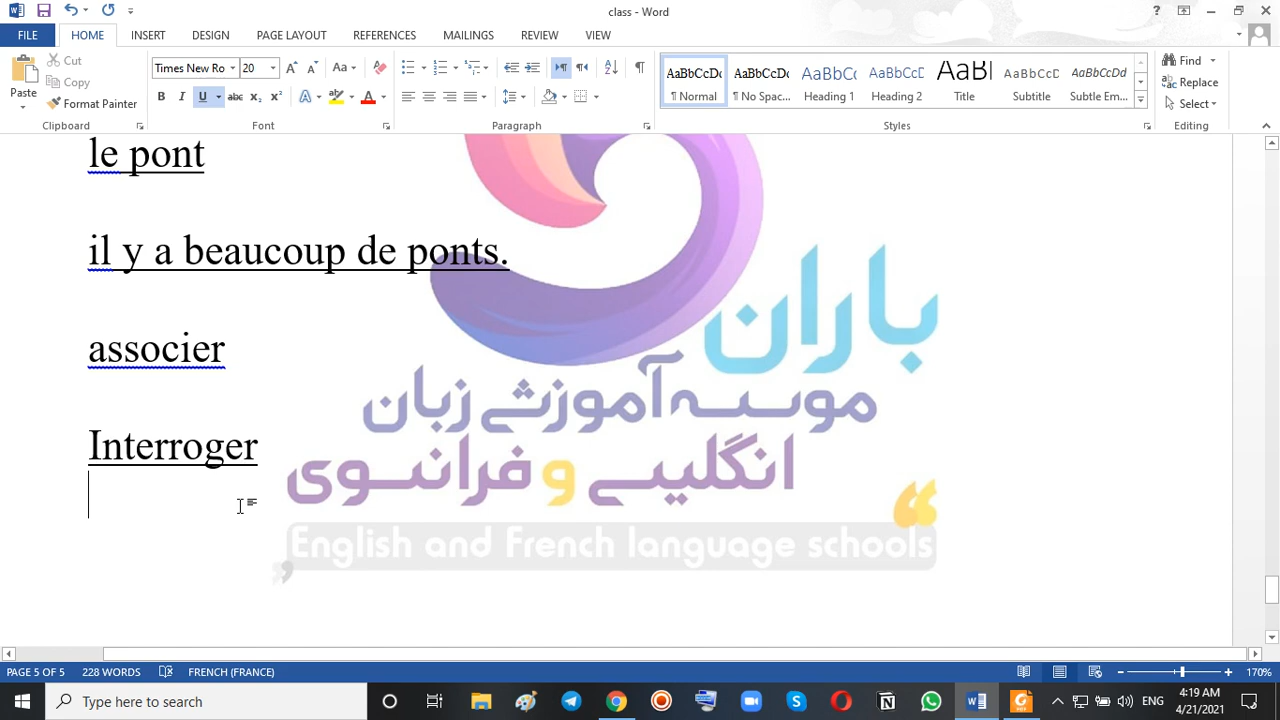 class - Word
FILE HOME INSERT DESIGN PAGE LAYOUT REFERENCES MAILINGS REVIEW VIEW
Cut
Copy
Paste
Format Painter
Clipboard
Times New Ro 20
Font
Paragraph
AaBbCcDc AaBbCcDc AaBbCc AaBbCcD AaBl AaBbCcD AaBbCcDd
¶ Normal ¶ No Spac... Heading 1 Heading 2 Title Subtitle Subtle Em...
Styles
Find
Replace
Select
Editing
le pont
il y a beaucoup de ponts.
associer
Interroger
باران
موسسه آموزشی زبان
انگلیسی و فرانسوی
English and French language schools
PAGE 5 OF 5 228 WORDS FRENCH (FRANCE) 170%
Type here to search
ENG
4:19 AM
4/21/2021